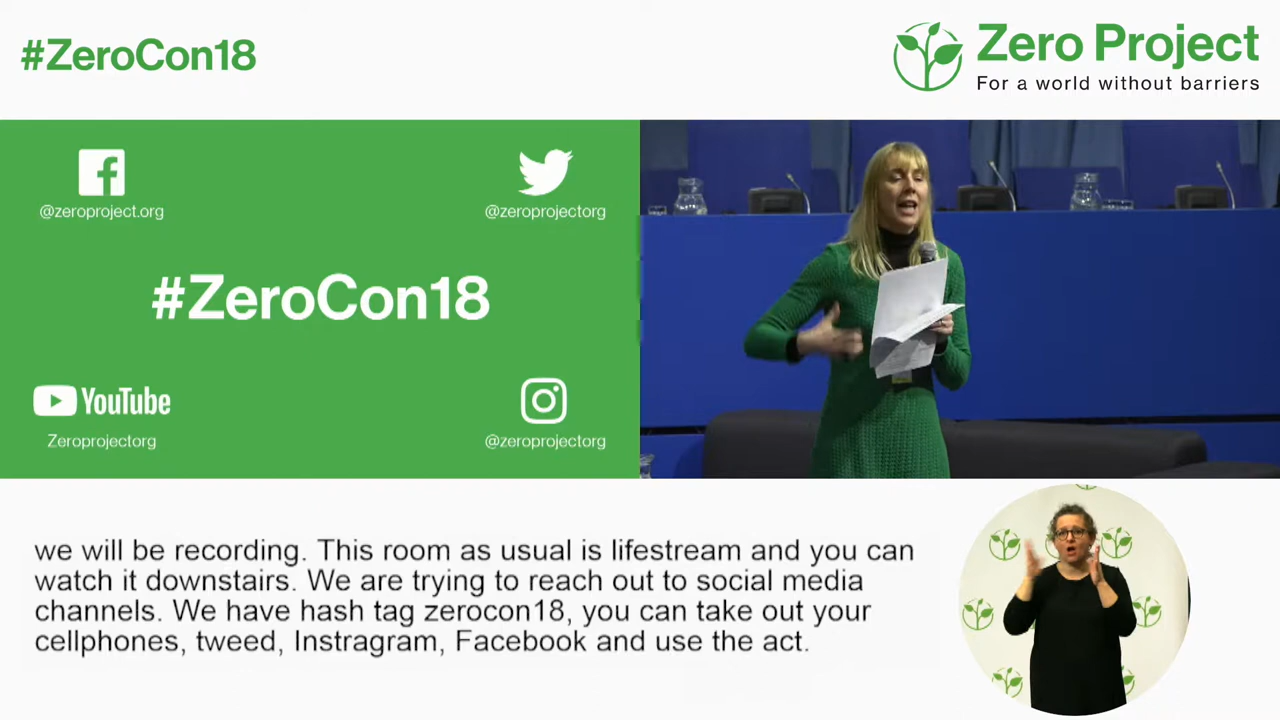 #ZeroCon18
Zero Project
For a world without barriers
@zeroproject.org
@zeroprojectorg
#ZeroCon18
YouTube
Zeroprojectorg
@zeroprojectorg
we will be recording. This room as usual is lifestream and you can
watch it downstairs. We are trying to reach out to social media
channels. We have hash tag zerocon18, you can take out your
cellphones, tweed, Instragram, Facebook and use the act.